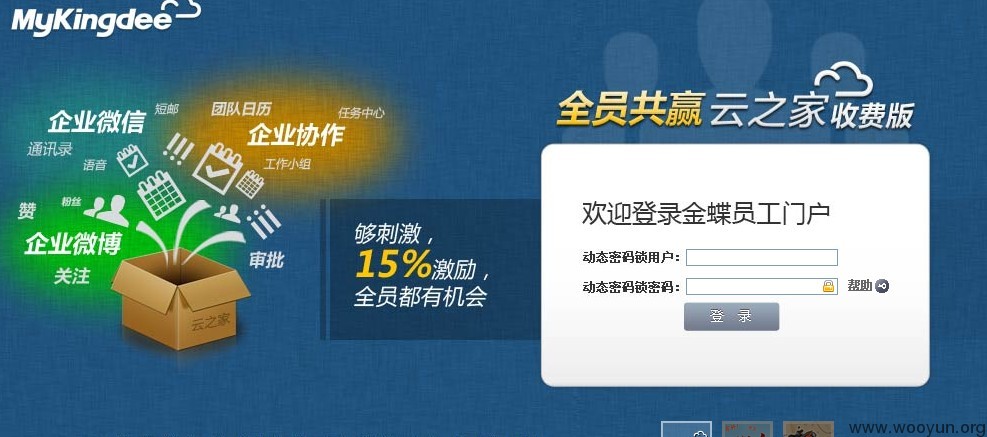 MyKingdee
企业微信
短邮
团队日历
任务中心
企业协作
通讯录
语音
工作小组
赞
粉丝
企业微博
关注
审批
云之家
够刺激，
15%激励，
全员都有机会
全员共赢 云之家 收费版
欢迎登录金蝶员工门户
动态密码锁用户：
动态密码锁密码：
帮助
登 录
www.wooyun.org